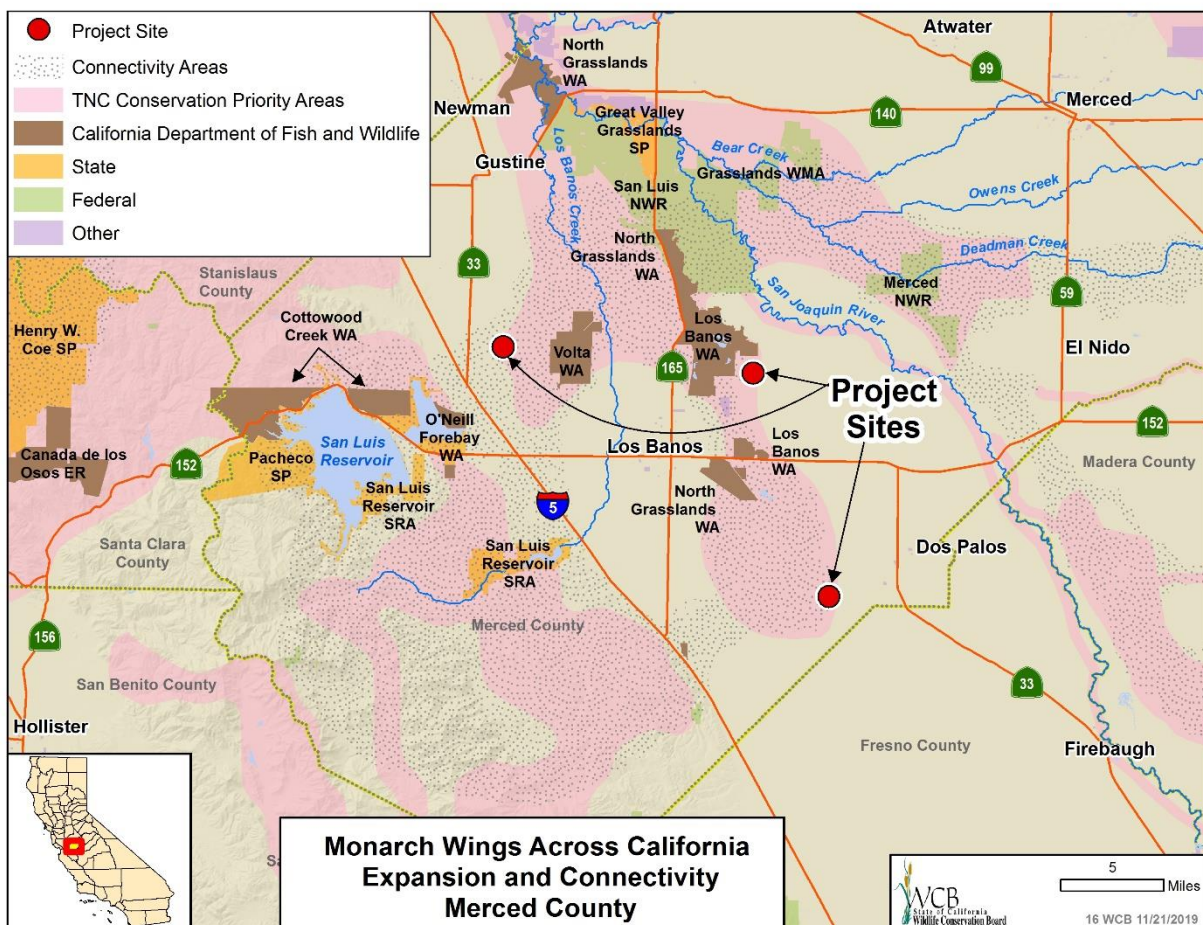 Project Site
Connectivity Areas
TNC Conservation Priority Areas
California Department of Fish and Wildlife
State
Federal
Other
North
Grasslands
WA
Atwater
99
Merced
Newman
140
Great Valley
Grasslands
SP
Gustine
Los Banos Creek
Bear Creek
Grasslands WMA
Owens Creek
San Luis
NWR
North
Grasslands
WA
Deadman Creek
33
Stanislaus
County
Merced
NWR
59
San Joaquin River
Henry W.
Coe SP
Cottowood
Creek WA
Volta
WA
Los
Banos
WA
165
El Nido
Project
Sites
O'Neill
Forebay
WA
San Luis
Reservoir
Los Banos
Los
Banos
WA
152
Madera County
Canada de los
Osos ER
152
Pacheco
SP
San Luis
Reservoir
SRA
North
Grasslands
WA
5
Santa Clara
County
San Luis
Reservoir
SRA
Dos Palos
Merced County
156
San Benito County
33
Hollister
Fresno County
Firebaugh
Sa
Monarch Wings Across California
Expansion and Connectivity
Merced County
WCB
State of California
Wildlife Conservation Board
5
Miles
16 WCB 11/21/2019